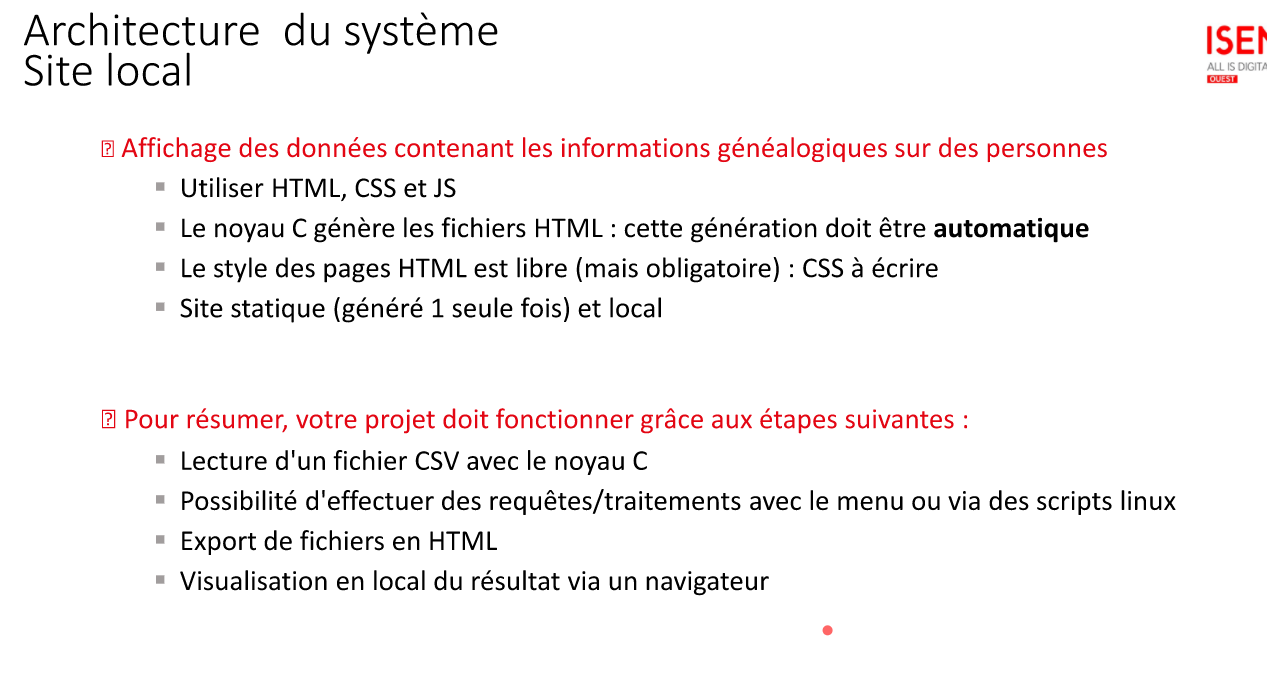 Architecture du système
Site local
ISEN
ALL IS DIGITA
OUEST
Affichage des données contenant les informations généalogiques sur des personnes
Utiliser HTML, CSS et JS
Le noyau C génère les fichiers HTML : cette génération doit être automatique
Le style des pages HTML est libre (mais obligatoire) : CSS à écrire
Site statique (généré 1 seule fois) et local
Pour résumer, votre projet doit fonctionner grâce aux étapes suivantes :
Lecture d'un fichier CSV avec le noyau C
Possibilité d'effectuer des requêtes/traitements avec le menu ou via des scripts linux
Export de fichiers en HTML
Visualisation en local du résultat via un navigateur